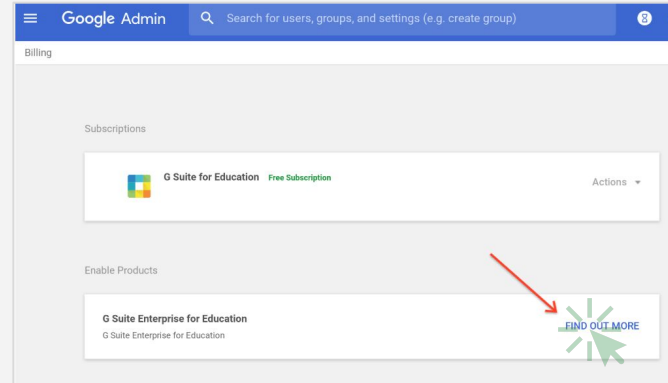 Google Admin
Search for users, groups, and settings (e.g. create group)
Billing
Subscriptions
G Suite for Education Free Subscription
Actions
Enable Products
G Suite Enterprise for Education
G Suite Enterprise for Education
FIND OUT MORE